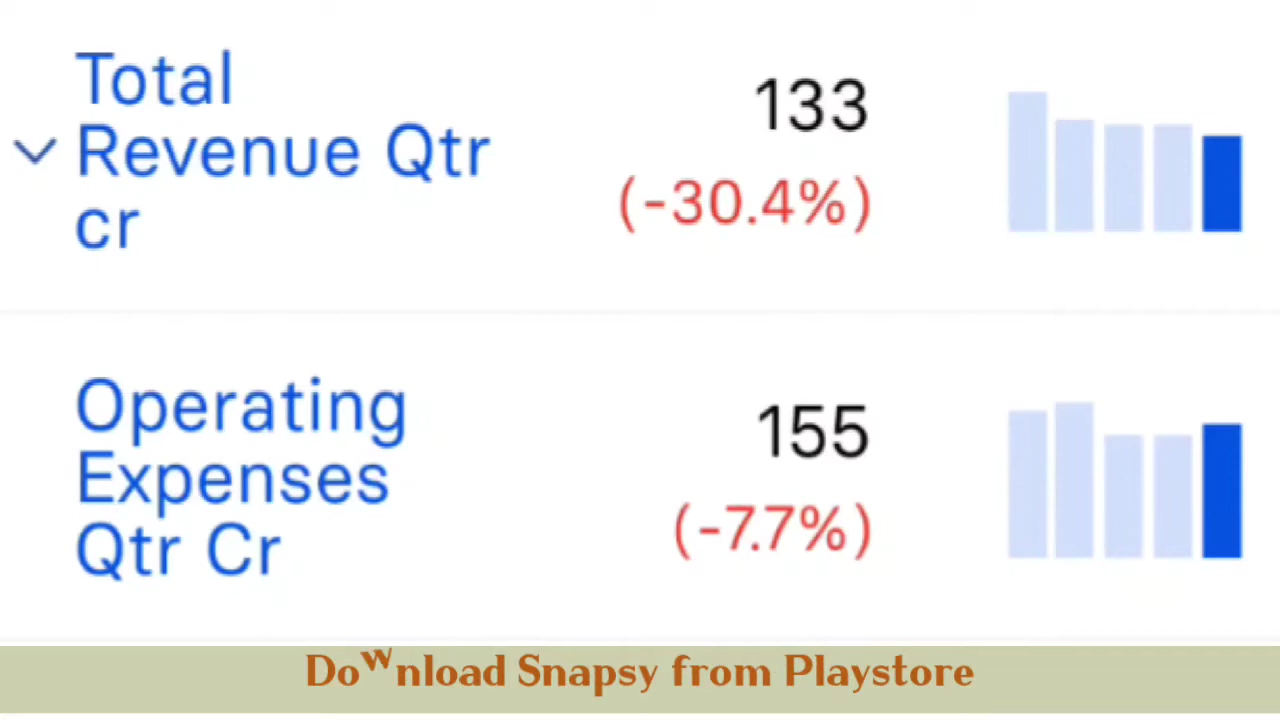 Total
Revenue Qtr
cr
133
(-30.4%)
Operating
Expenses
Qtr Cr
155
(-7.7%)
Download Snapsy from Playstore